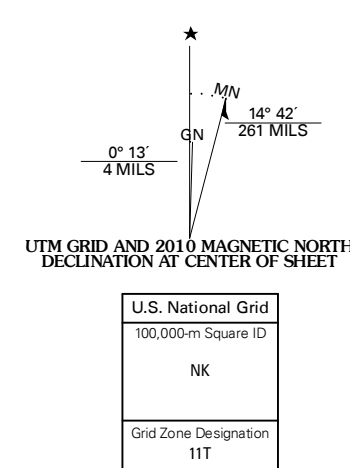 ★
MN
GN
14° 42´
261 MILS
0° 13´
4 MILS
UTM GRID AND 2010 MAGNETIC NORTH
DECLINATION AT CENTER OF SHEET
U.S. National Grid
100,000-m Square ID
NK
Grid Zone Designation
11T